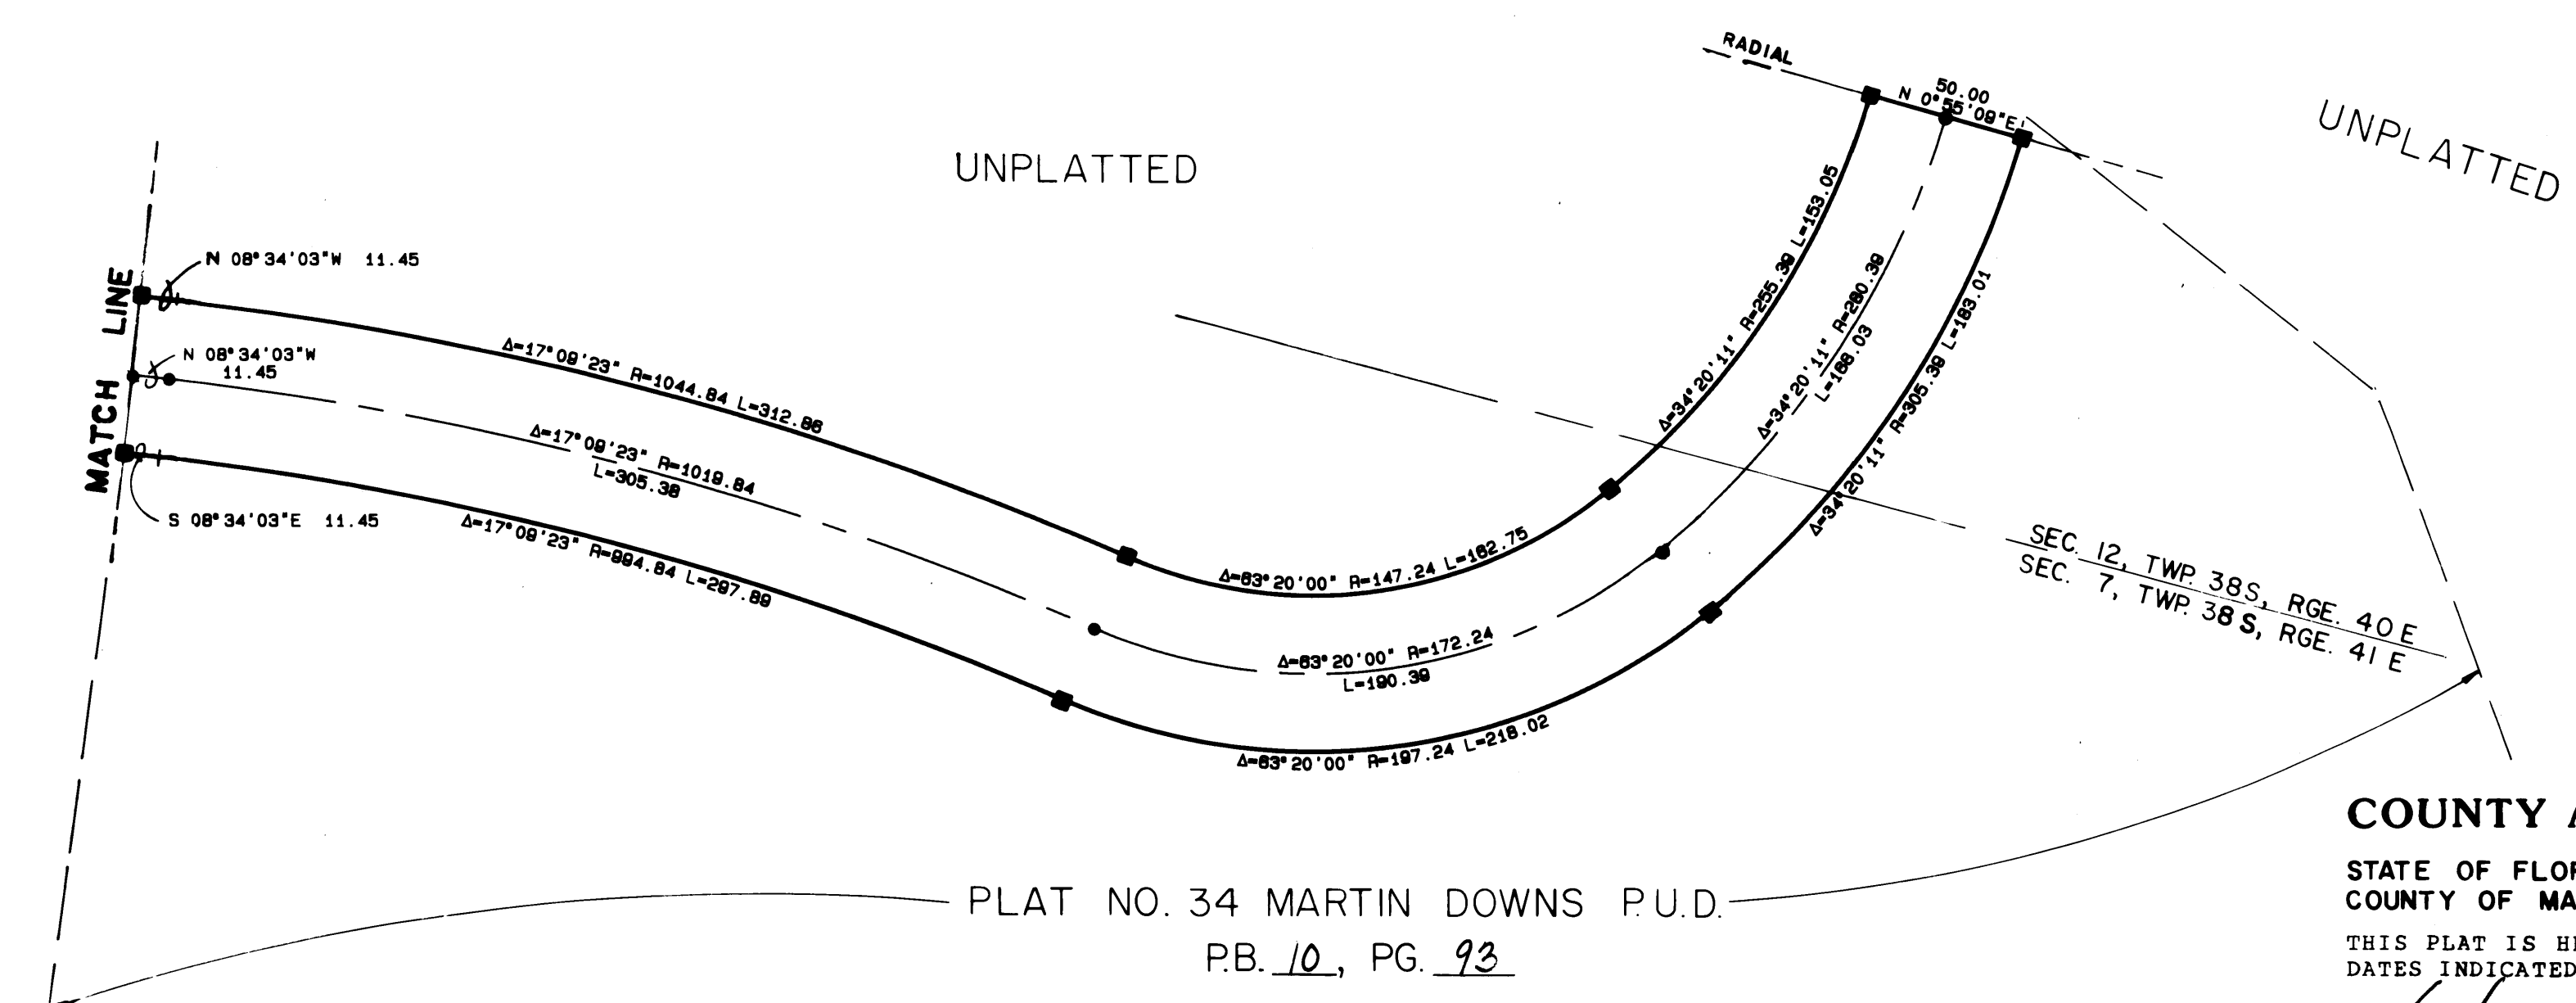 RADIAL
50.00
N 0°55'09"E
UNPLATTED
UNPLATTED
MATCH LINE
N 08°34'03"W 11.45
N 08°34'03"W
11.45
S 08°34'03"E 11.45
Δ=17°09'23" R=1044.84 L=312.86
Δ=17°09'23" R=1019.84
L=305.38
Δ=17°09'23" R=994.84 L=297.89
Δ=63°20'00" R=147.24 L=162.75
Δ=63°20'00" R=172.24
L=190.39
Δ=63°20'00" R=197.24 L=218.02
Δ=34°20'11" R=255.39 L=153.05
Δ=34°20'11" R=280.39
L=168.03
Δ=34°20'11" R=305.39 L=183.01
SEC. 12, TWP. 38S, RGE. 40E
SEC. 7, TWP. 38S, RGE. 41E
PLAT NO. 34 MARTIN DOWNS P.U.D.
P.B. 10, PG. 93
COUNTY
STATE OF FLOR
COUNTY OF MA
THIS PLAT IS H
DATES INDICATED